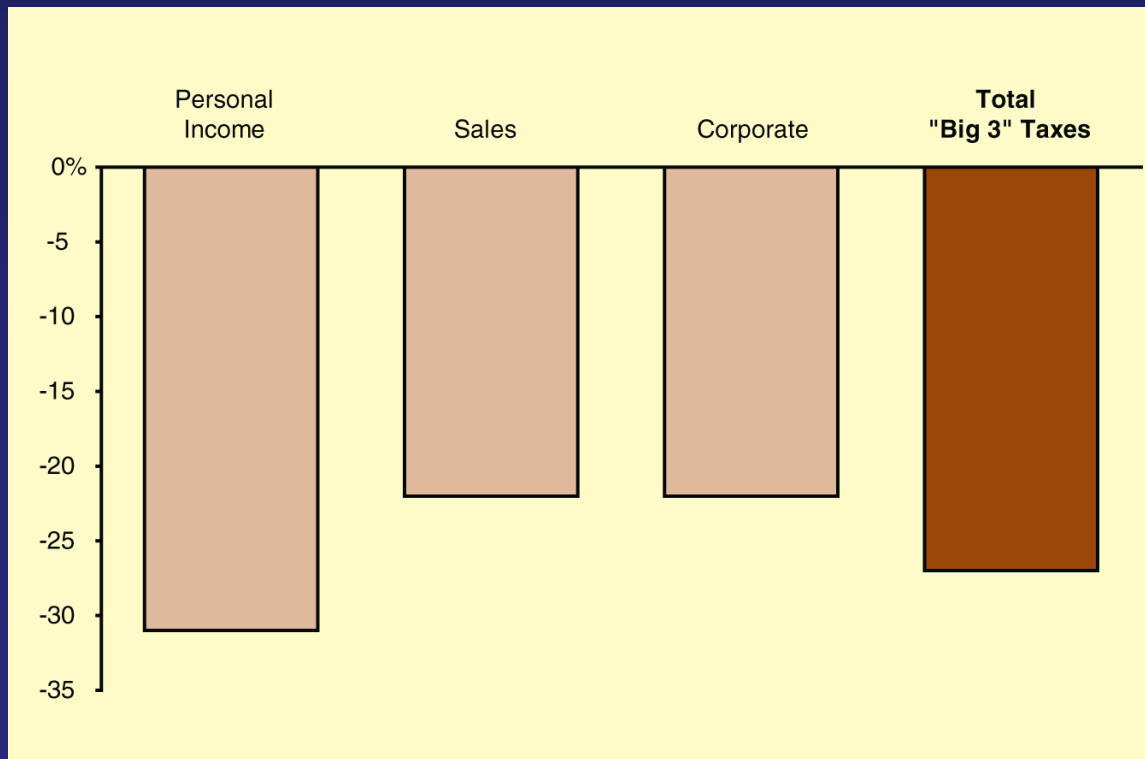 Personal
Income
Sales
Corporate
Total
"Big 3" Taxes
0%
-5
-10
-15
-20
-25
-30
-35